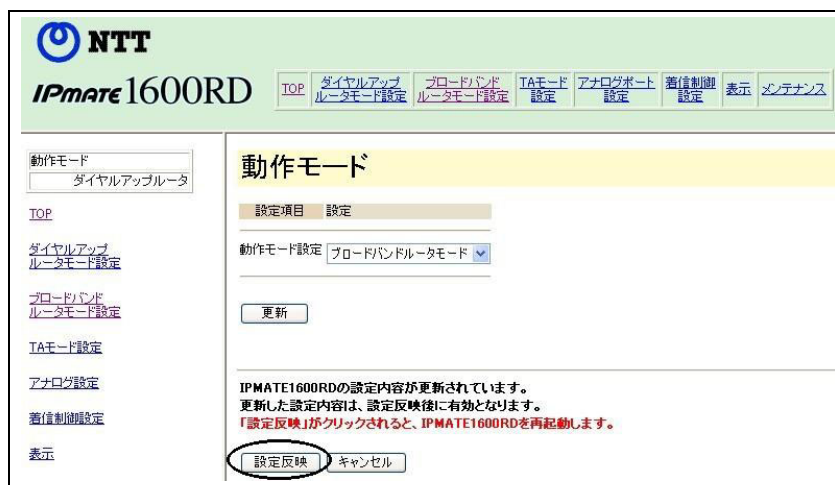 NTT
IPMATE1600RD
TOP
ダイヤルアップ
ルータモード設定
ブロードバンド
ルータモード設定
TAモード
設定
アナログポート
設定
着信制御
設定
表示
メンテナンス
動作モード
ダイヤルアップルータ
TOP
ダイヤルアップ
ルータモード設定
ブロードバンド
ルータモード設定
TAモード設定
アナログ設定
着信制御設定
表示
動作モード
設定項目 設定
動作モード設定 ブロードバンドルータモード
更新
IPMATE1600RDの設定内容が更新されています。
更新した設定内容は、設定反映後に有効となります。
「設定反映」がクリックされると、IPMATE1600RDを再起動します。
設定反映 キャンセル